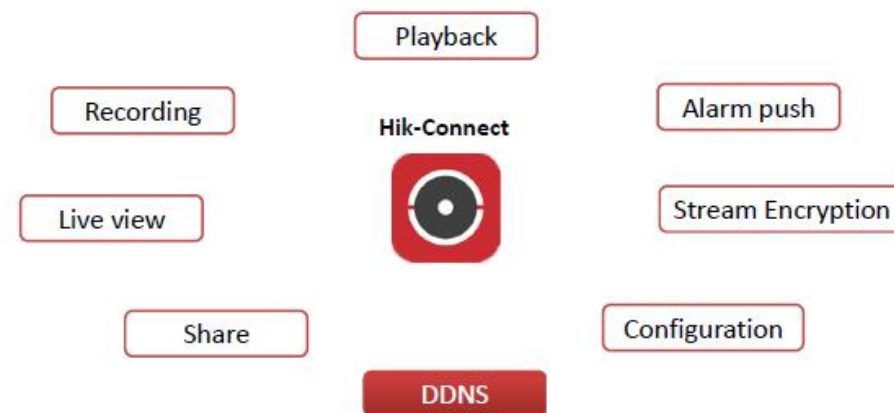 Playback
Recording
Alarm push
Hik-Connect
Live view
Stream Encryption
Share
Configuration
DDNS